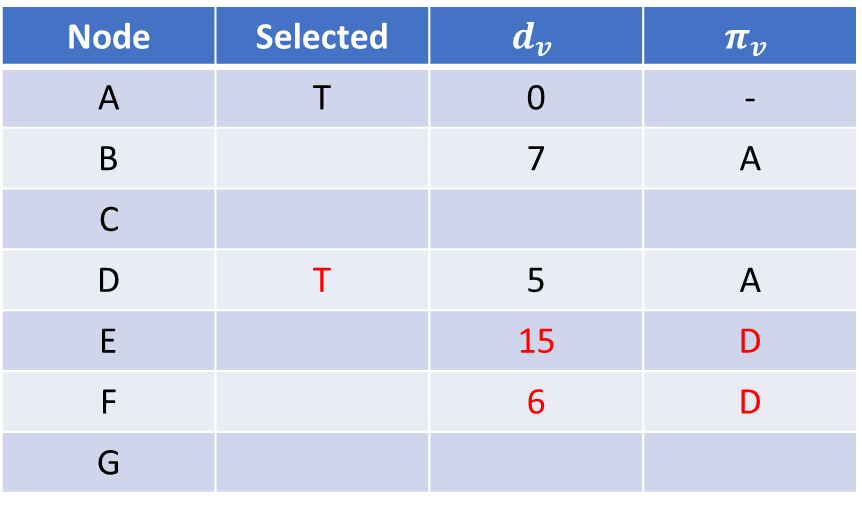 Node Selected d_v π_v
A T 0 -
B 7 A
C
D T 5 A
E 15 D
F 6 D
G